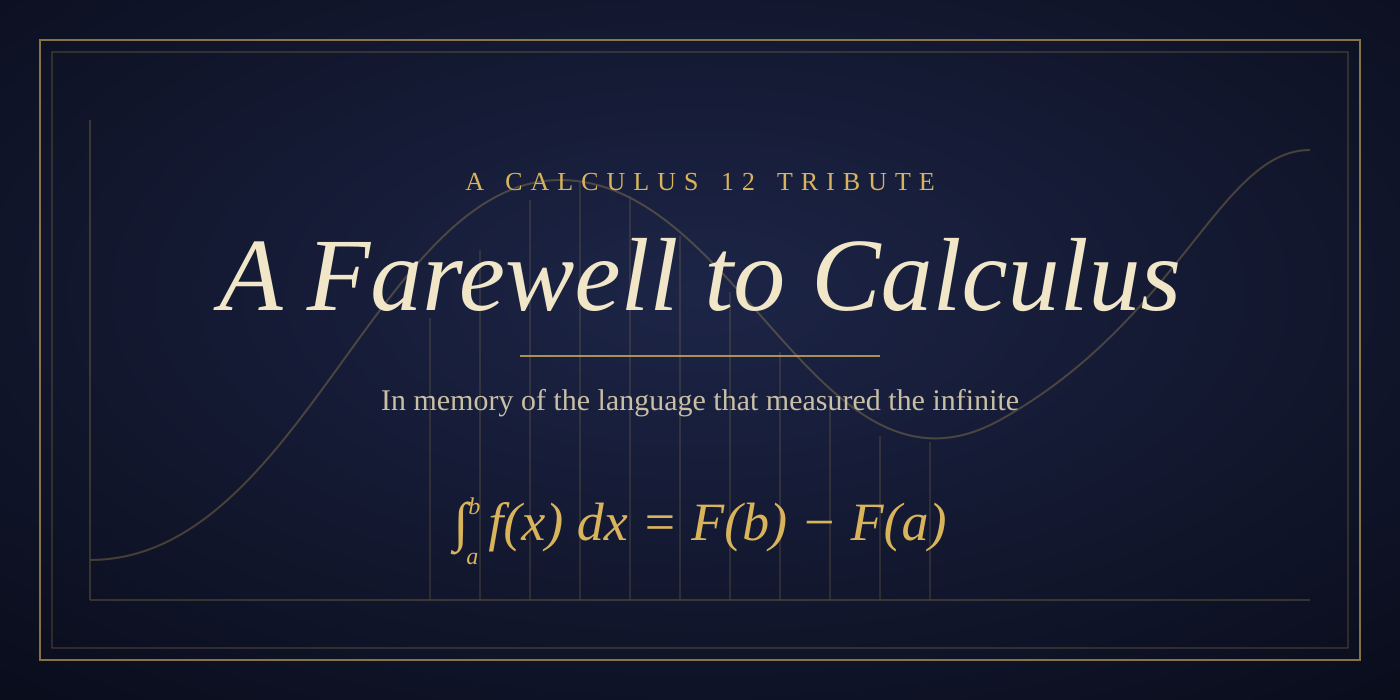 A CALCULUS 12 TRIBUTE
A Farewell to Calculus
In memory of the language that measured the infinite
∫ₐᵇ f(x) dx = F(b) − F(a)